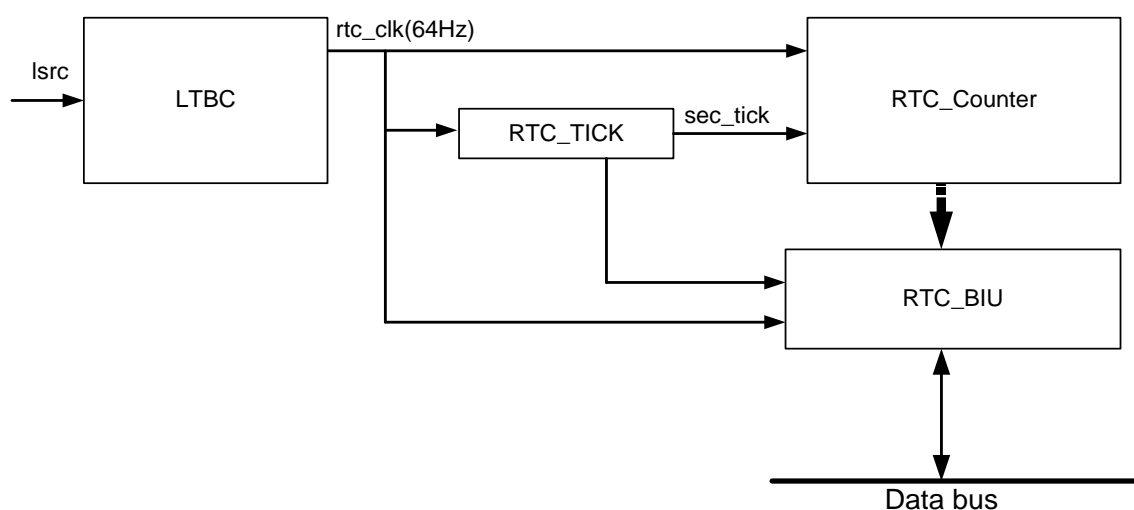 rtc_clk(64Hz)
lsrc
LTBC
RTC_Counter
sec_tick
RTC_TICK
RTC_BIU
Data bus